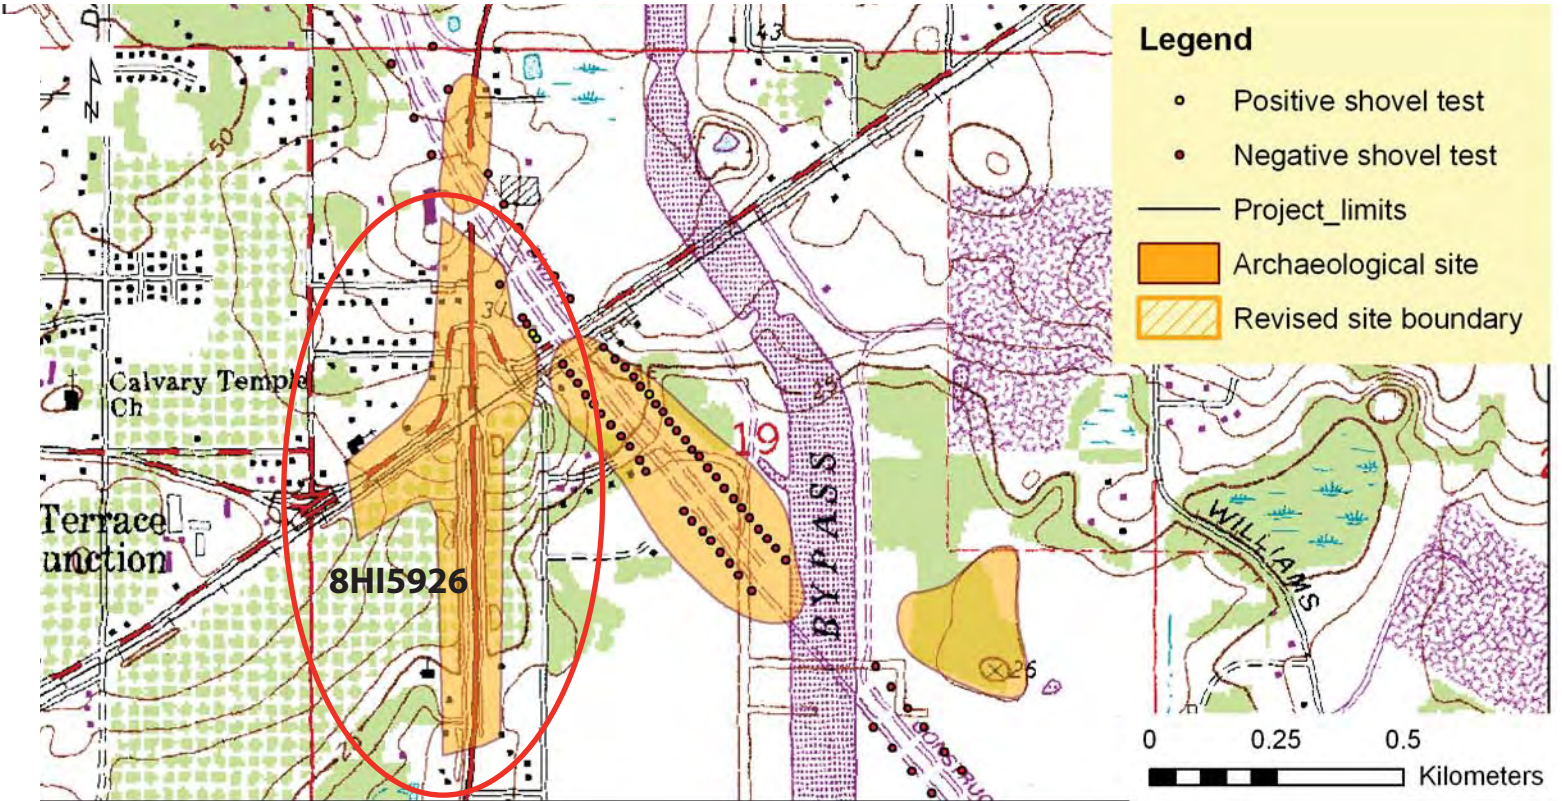 43
Legend
Positive shovel test
Negative shovel test
Project_limits
Archaeological site
Revised site boundary
50
Calvary Temple
Ch
25
19
BYPASS
Terrace
unction
8HI5926
WILLIAMS
26
0 0.25 0.5
Kilometers